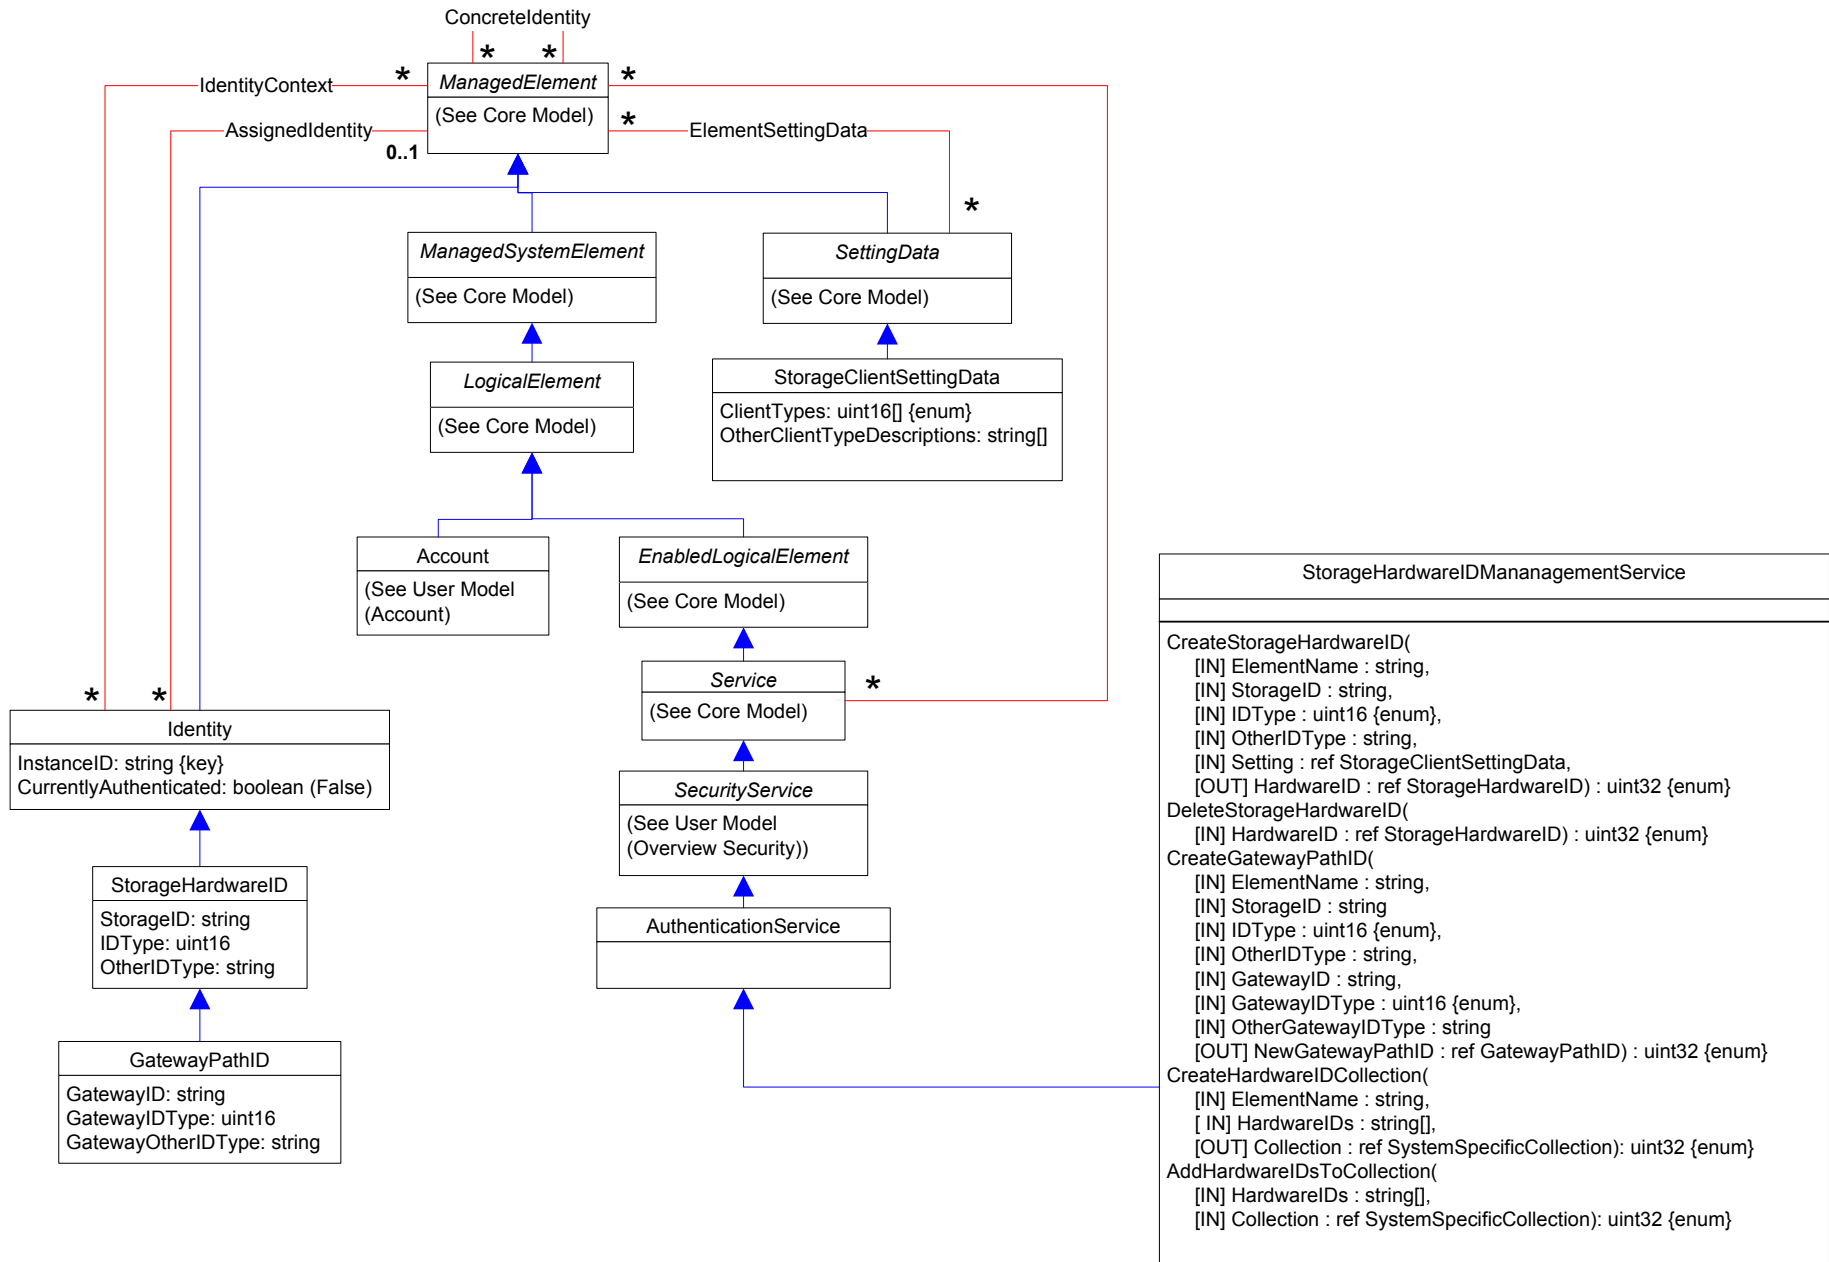 ConcreteIdentity
* *
IdentityContext
*
ManagedElement
*
(See Core Model)
AssignedIdentity
0..1
*
ElementSettingData
*
ManagedSystemElement
(See Core Model)
SettingData
(See Core Model)
LogicalElement
(See Core Model)
StorageClientSettingData
ClientTypes: uint16[] {enum}
OtherClientTypeDescriptions: string[]
Account
(See User Model
(Account)
EnabledLogicalElement
(See Core Model)
Service
(See Core Model)
*
* *
Identity
InstanceID: string {key}
CurrentlyAuthenticated: boolean (False)
SecurityService
(See User Model
(Overview Security))
StorageHardwareID
StorageID: string
IDType: uint16
OtherIDType: string
AuthenticationService
GatewayPathID
GatewayID: string
GatewayIDType: uint16
GatewayOtherIDType: string
StorageHardwareIDMananagementService
CreateStorageHardwareID(
[IN] ElementName : string,
[IN] StorageID : string,
[IN] IDType : uint16 {enum},
[IN] OtherIDType : string,
[IN] Setting : ref StorageClientSettingData,
[OUT] HardwareID : ref StorageHardwareID) : uint32 {enum}
DeleteStorageHardwareID(
[IN] HardwareID : ref StorageHardwareID) : uint32 {enum}
CreateGatewayPathID(
[IN] ElementName : string,
[IN] StorageID : string
[IN] IDType : uint16 {enum},
[IN] OtherIDType : string,
[IN] GatewayID : string,
[IN] GatewayIDType : uint16 {enum},
[IN] OtherGatewayIDType : string
[OUT] NewGatewayPathID : ref GatewayPathID) : uint32 {enum}
CreateHardwareIDCollection(
[IN] ElementName : string,
[ IN] HardwareIDs : string[],
[OUT] Collection : ref SystemSpecificCollection): uint32 {enum}
AddHardwareIDsToCollection(
[IN] HardwareIDs : string[],
[IN] Collection : ref SystemSpecificCollection): uint32 {enum}